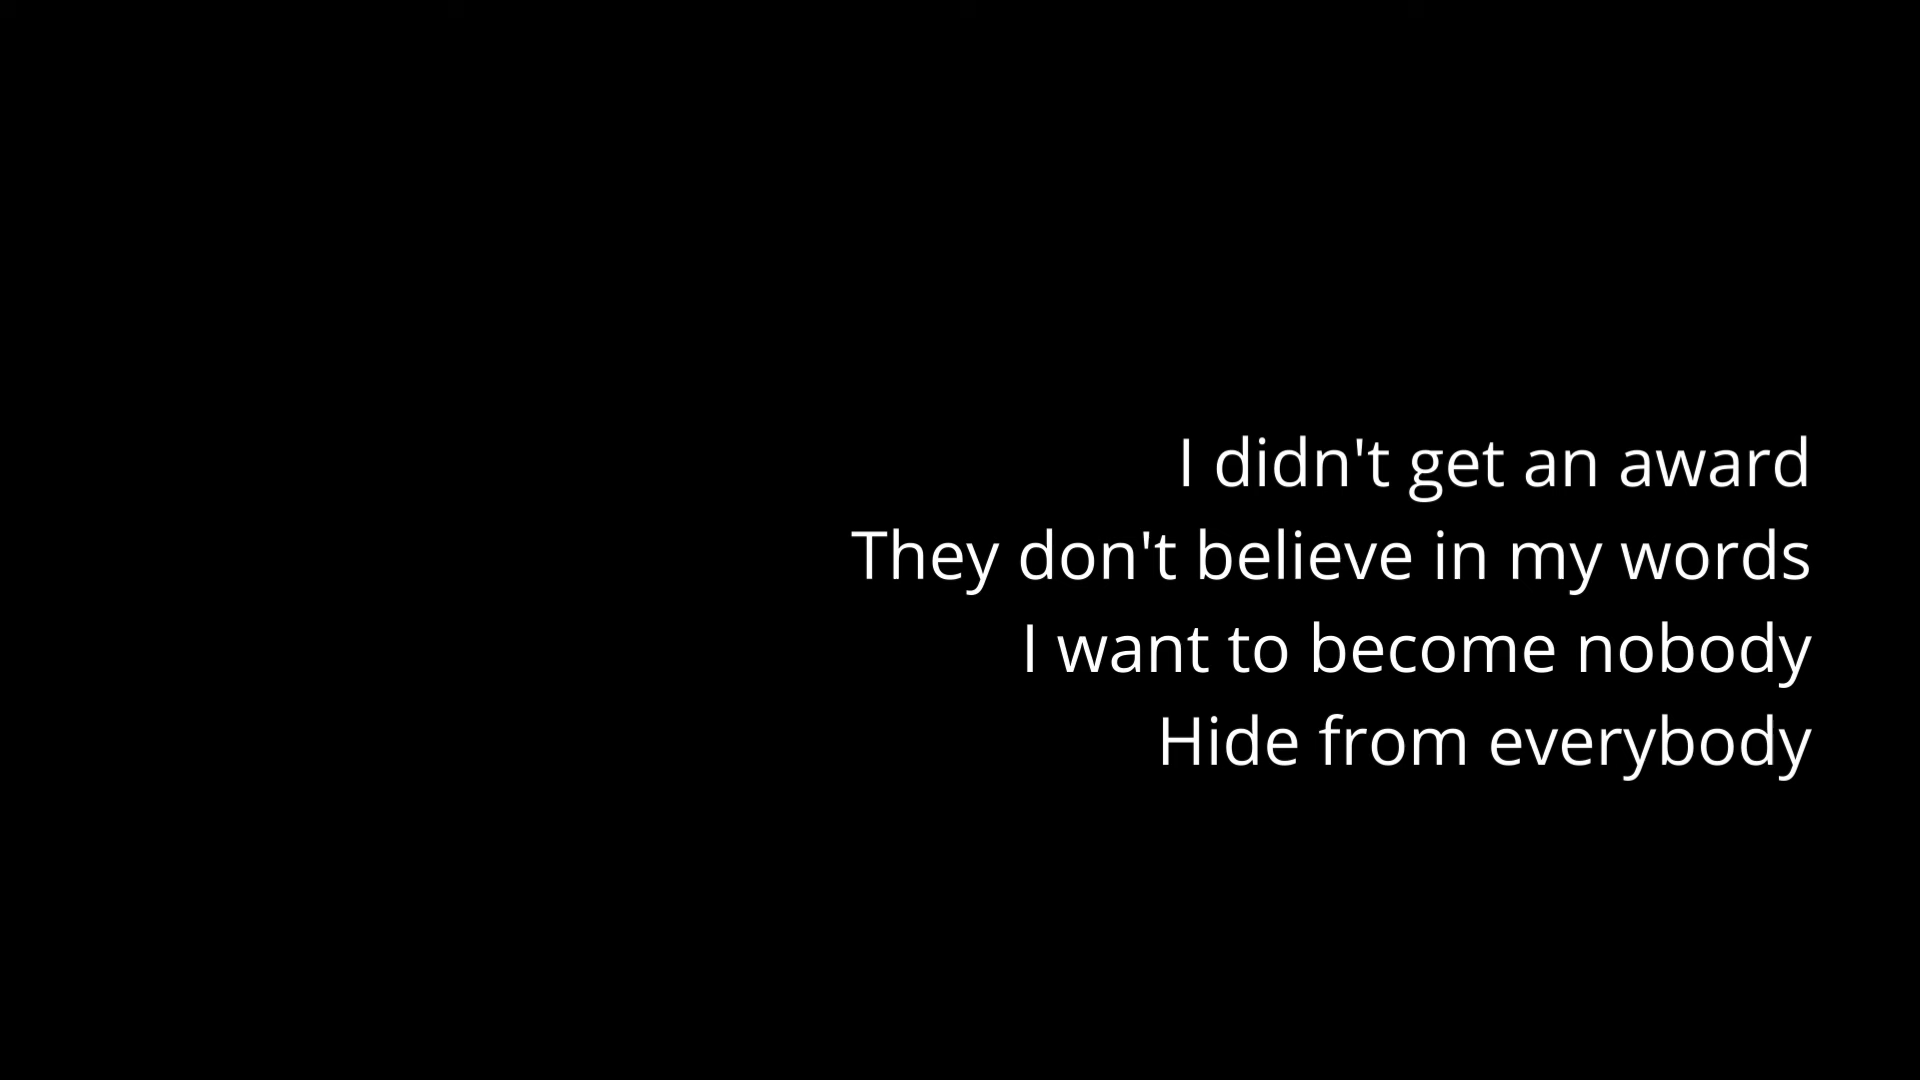 I didn't get an award
They don't believe in my words
I want to become nobody
Hide from everybody